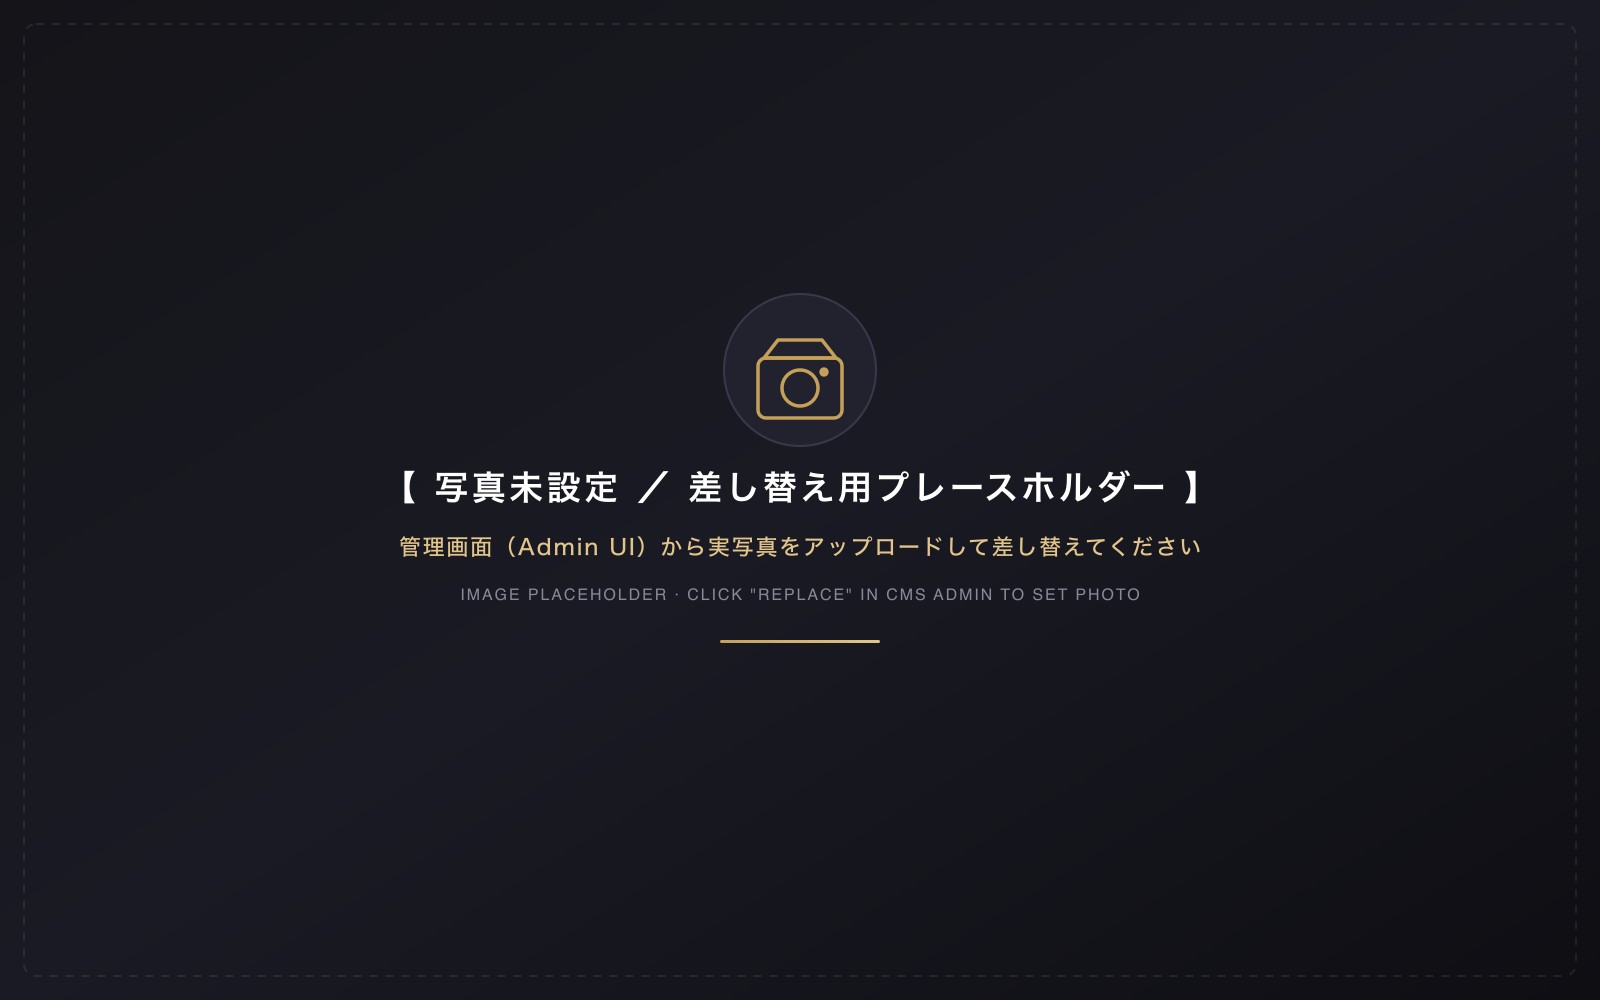 【 写真未設定 ／ 差し替え用プレースホルダー 】
管理画面（Admin UI）から実写真をアップロードして差し替えてください
IMAGE PLACEHOLDER · CLICK "REPLACE" IN CMS ADMIN TO SET PHOTO